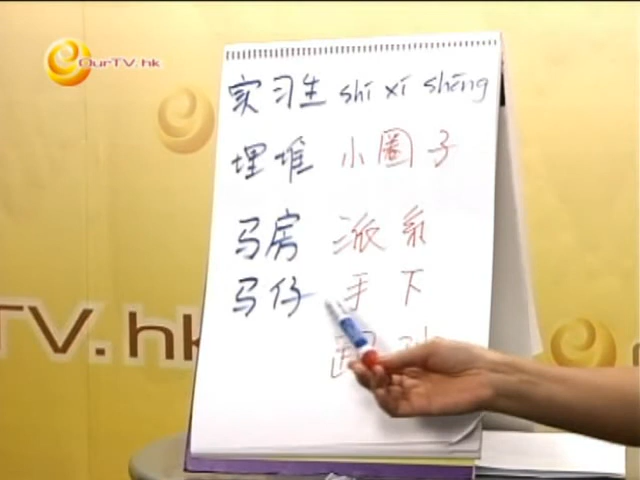 OurTV.hk
实习生 shí xí shēng
埋堆 小圈子
马房 派系
马仔 手下
TV.hk